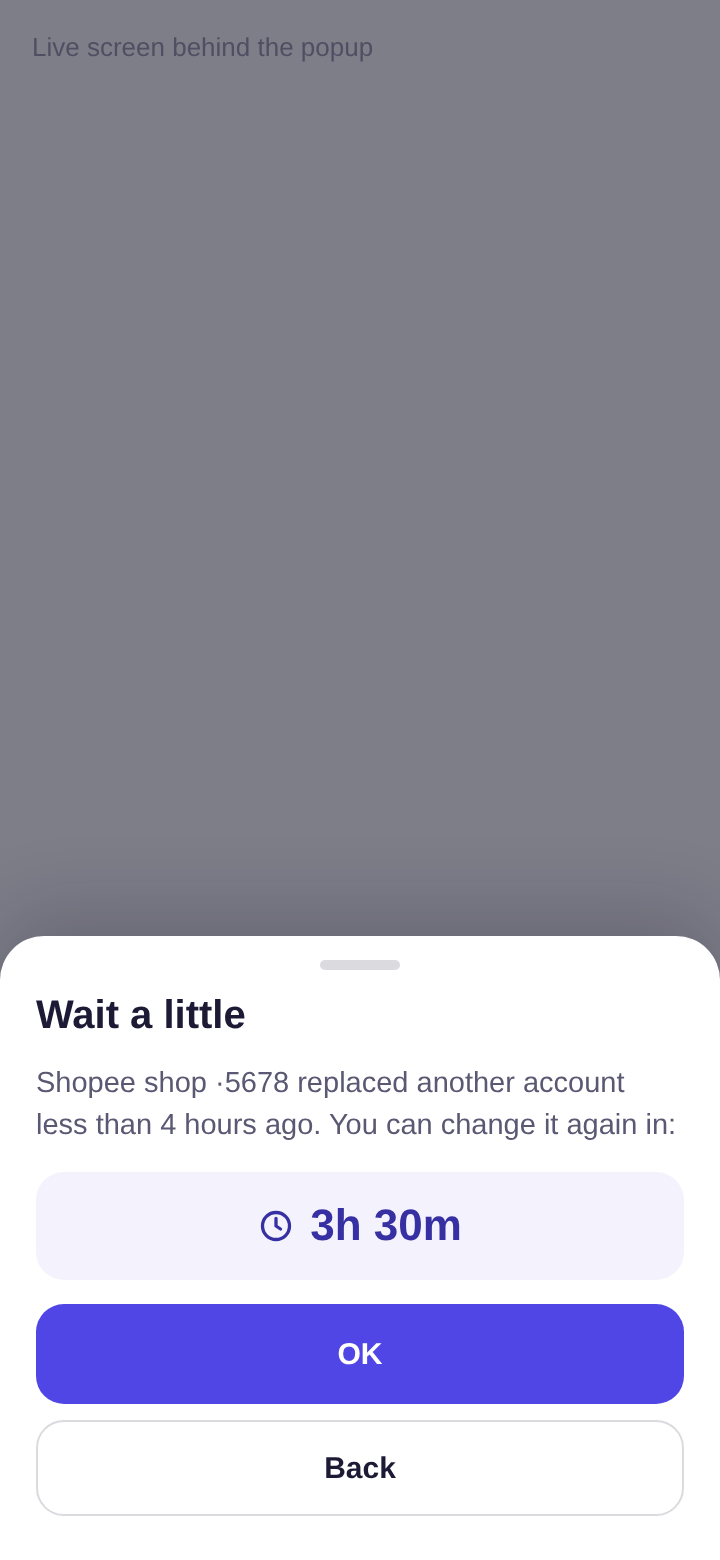 Live screen behind the popup
Wait a little
Shopee shop ·5678 replaced another account
less than 4 hours ago. You can change it again in:
3h 30m
OK
Back